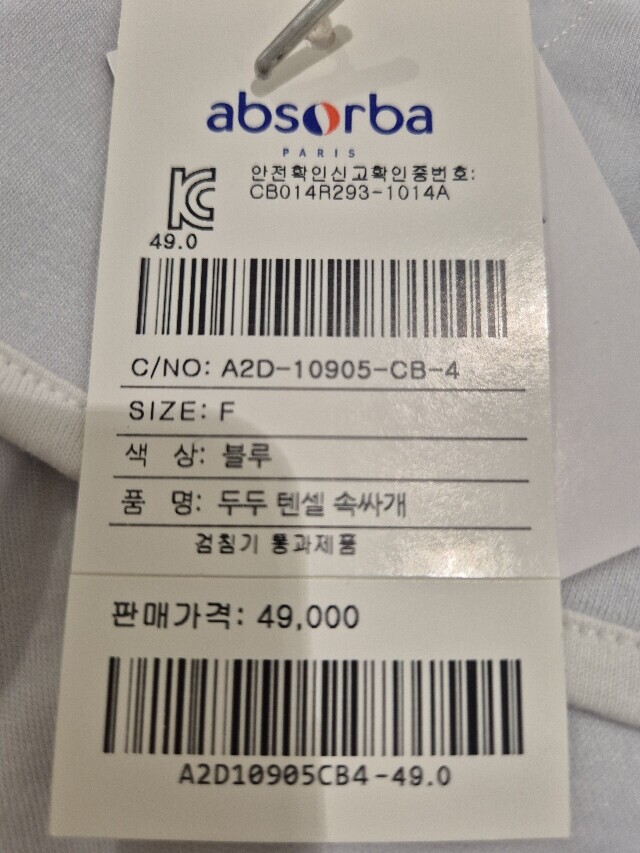 absorba
PARIS
안전확인신고확인증번호:
CB014R293-1014A
49.0
C/NO: A2D-10905-CB-4
SIZE: F
색 상: 블루
품 명: 두두 텐셀 속싸개
검침기 통과제품
판매가격: 49,000
A2D10905CB4-49.0